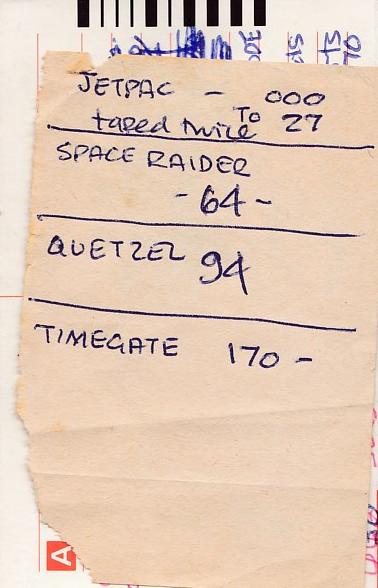 JETPAC - 000
taped twice To 27
SPACE RAIDER
- 64 -
QUETZEL 94
TIMEGATE 170 -
A